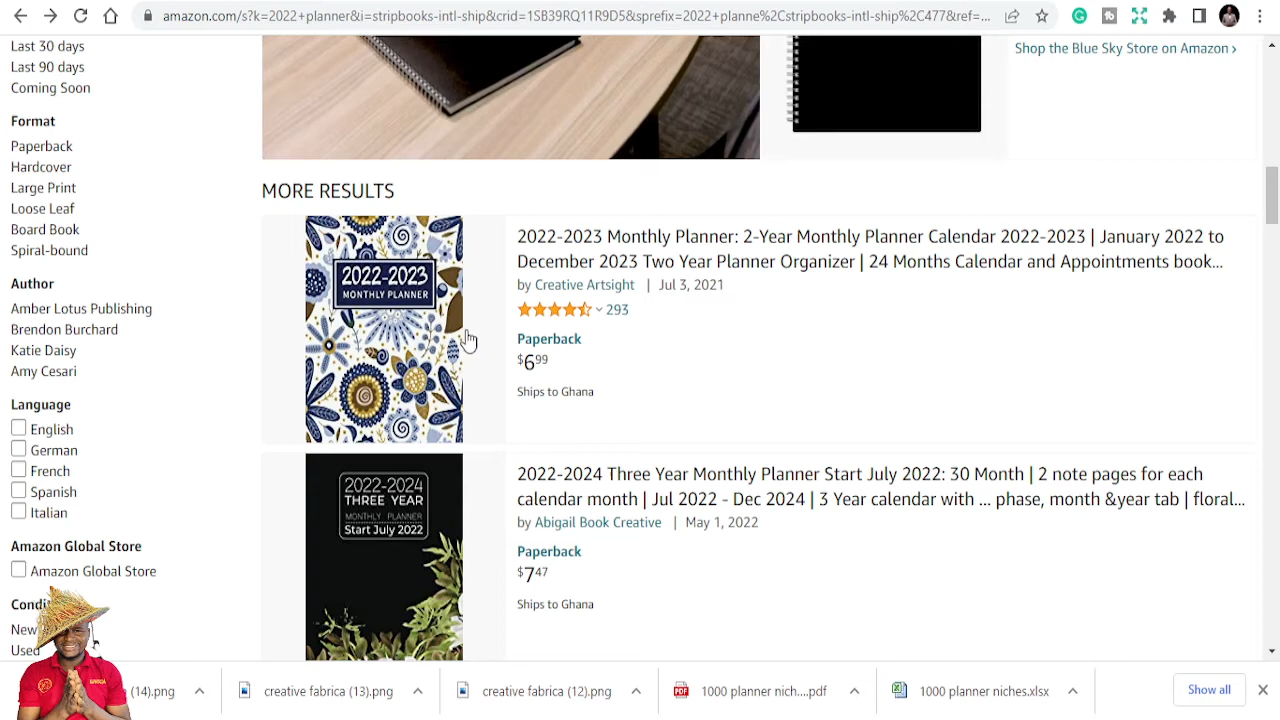 amazon.com/s?k=2022+planner&i=stripbooks-intl-ship&crid=1SB39RQ11R9D5&sprefix=2022+planne%2Cstripbooks-intl-ship%2C477&ref=...
Last 30 days
Last 90 days
Coming Soon
Format
Paperback
Hardcover
Large Print
Loose Leaf
Board Book
Spiral-bound
Author
Amber Lotus Publishing
Brendon Burchard
Katie Daisy
Amy Cesari
Language
English
German
French
Spanish
Italian
Amazon Global Store
Amazon Global Store
Condi
New
Used
Shop the Blue Sky Store on Amazon ›
MORE RESULTS
2022-2023
MONTHLY PLANNER
2022-2023 Monthly Planner: 2-Year Monthly Planner Calendar 2022-2023 | January 2022 to
December 2023 Two Year Planner Organizer | 24 Months Calendar and Appointments book...
by Creative Artsight | Jul 3, 2021
293
Paperback
$699
Ships to Ghana
2022-2024
THREE YEAR
MONTHLY PLANNER
Start July 2022
2022-2024 Three Year Monthly Planner Start July 2022: 30 Month | 2 note pages for each
calendar month | Jul 2022 - Dec 2024 | 3 Year calendar with ... phase, month &year tab | floral...
by Abigail Book Creative | May 1, 2022
Paperback
$747
Ships to Ghana
(14).png
creative fabrica (13).png
creative fabrica (12).png
PDF
1000 planner nich....pdf
1000 planner niches.xlsx
Show all